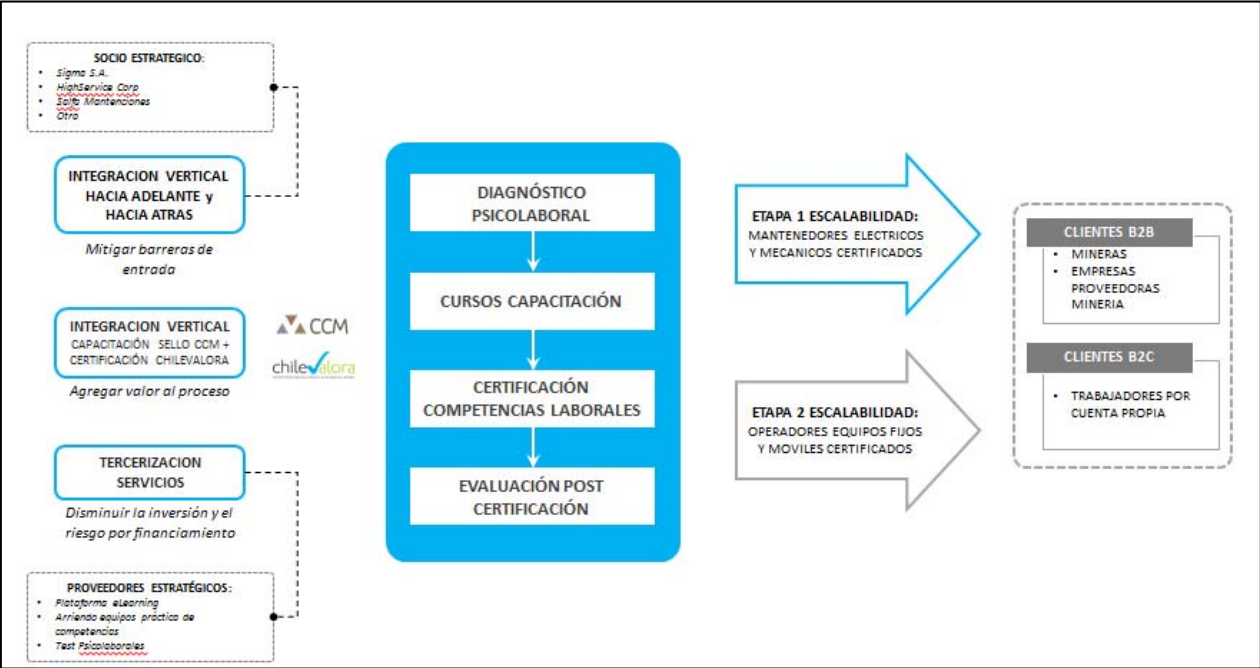 SOCIO ESTRATEGICO:
• Sigma S.A.
• HighService Corp
• Salfa Mantenciones
• Otro
INTEGRACION VERTICAL
HACIA ADELANTE y
HACIA ATRAS
Mitigar barreras de
entrada
INTEGRACION VERTICAL
CAPACITACIÓN SELLO CCM +
CERTIFICACIÓN CHILEVALORA
Agregar valor al proceso
CCM
chilevalora
TERCERIZACION
SERVICIOS
Disminuir la inversión y el
riesgo por financiamiento
PROVEEDORES ESTRATÉGICOS:
• Plataforma eLearning
• Arriendo equipos práctica de
competencias
• Test Psicolaborales
DIAGNÓSTICO
PSICOLABORAL
CURSOS CAPACITACIÓN
CERTIFICACIÓN
COMPETENCIAS LABORALES
EVALUACIÓN POST
CERTIFICACIÓN
ETAPA 1 ESCALABILIDAD:
MANTENEDORES ELECTRICOS
Y MECANICOS CERTIFICADOS
ETAPA 2 ESCALABILIDAD:
OPERADORES EQUIPOS FIJOS
Y MOVILES CERTIFICADOS
CLIENTES B2B
• MINERAS
• EMPRESAS
PROVEEDORAS
MINERIA
CLIENTES B2C
• TRABAJADORES POR
CUENTA PROPIA